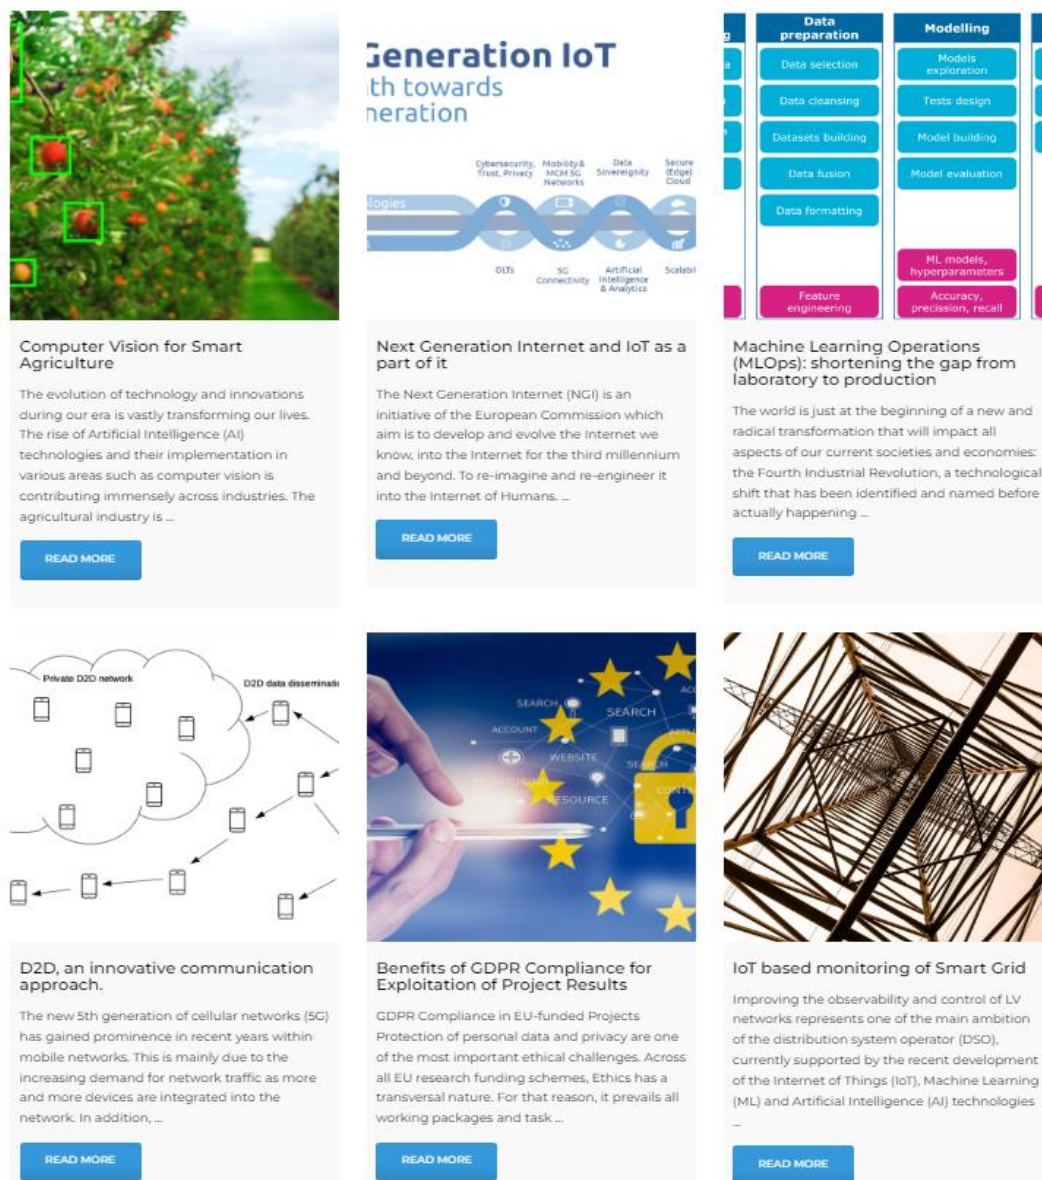 Generation IoT
th towards
neration
Cybersecurity,
Trust, Privacy
Mobility &
MCM 5G
Networks
Data
Sovereignity
Secure
(Edge)
Cloud
ologies
DLTs
5G
Connectivity
Artificial
Intelligence
& Analytics
Scalabi
g
Data
preparation
Data selection
Data cleansing
Datasets building
Data fusion
Data formatting
Feature
engineering
Modelling
Models
exploration
Tests design
Model building
Model evaluation
ML models,
hyperparameters
Accuracy,
precission, recall
Computer Vision for Smart
Agriculture
The evolution of technology and innovations
during our era is vastly transforming our lives.
The rise of Artificial Intelligence (AI)
technologies and their implementation in
various areas such as computer vision is
contributing immensely across industries. The
agricultural industry is ...
READ MORE
Next Generation Internet and IoT as a
part of it
The Next Generation Internet (NGI) is an
initiative of the European Commission which
aim is to develop and evolve the Internet we
know, into the Internet for the third millennium
and beyond. To re-imagine and re-engineer it
into the Internet of Humans. ...
READ MORE
Machine Learning Operations
(MLOps): shortening the gap from
laboratory to production
The world is just at the beginning of a new and
radical transformation that will impact all
aspects of our current societies and economies:
the Fourth Industrial Revolution, a technological
shift that has been identified and named before
actually happening ...
READ MORE
Private D2D network
D2D data disseminatio
SEARCH
SEARCH
ACCOUNT
WEBSITE
SEARCH
RESOURCE
CONTE
D2D, an innovative communication
approach.
The new 5th generation of cellular networks (5G)
has gained prominence in recent years within
mobile networks. This is mainly due to the
increasing demand for network traffic as more
and more devices are integrated into the
network. In addition, ...
READ MORE
Benefits of GDPR Compliance for
Exploitation of Project Results
GDPR Compliance in EU-funded Projects
Protection of personal data and privacy are one
of the most important ethical challenges. Across
all EU research funding schemes, Ethics has a
transversal nature. For that reason, it prevails all
working packages and task ...
READ MORE
IoT based monitoring of Smart Grid
Improving the observability and control of LV
networks represents one of the main ambition
of the distribution system operator (DSO),
currently supported by the recent development
of the Internet of Things (IoT), Machine Learning
(ML) and Artificial Intelligence (AI) technologies
...
READ MORE